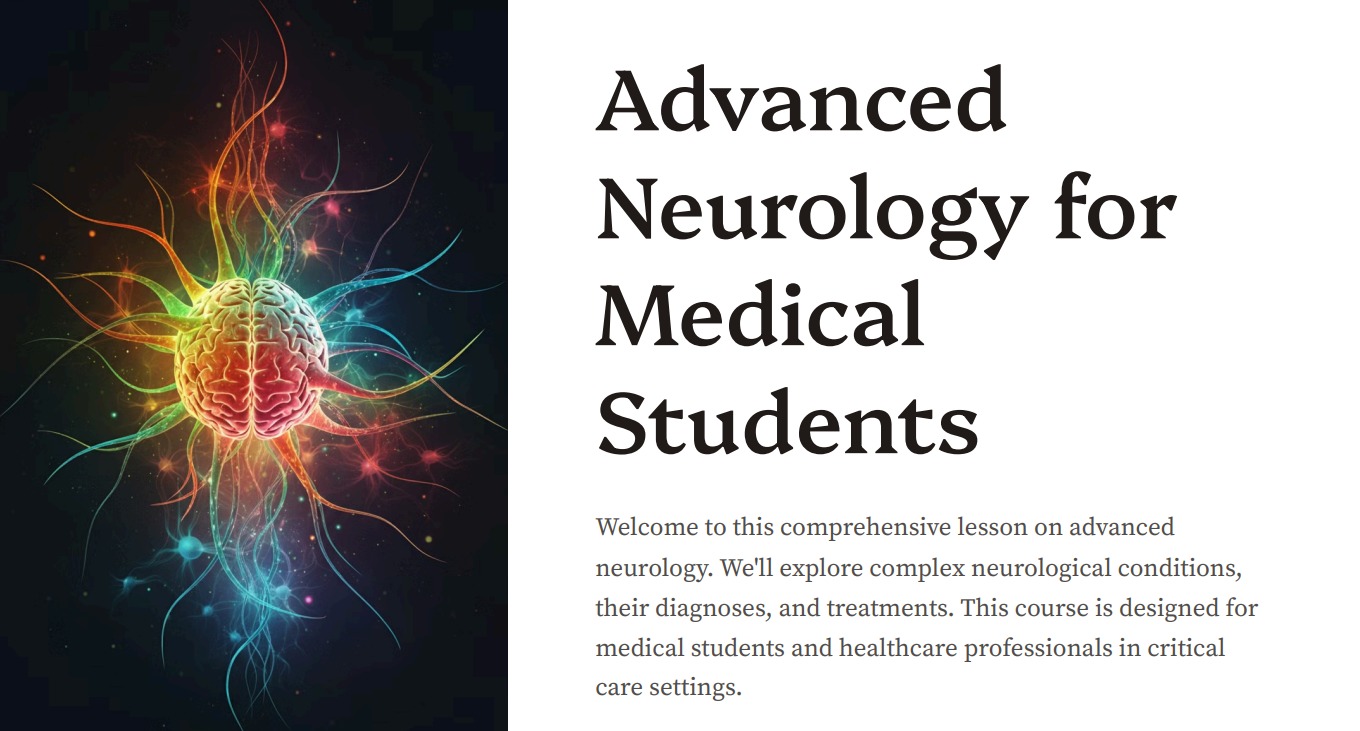 Advanced
Neurology for
Medical
Students
Welcome to this comprehensive lesson on advanced
neurology. We'll explore complex neurological conditions,
their diagnoses, and treatments. This course is designed for
medical students and healthcare professionals in critical
care settings.